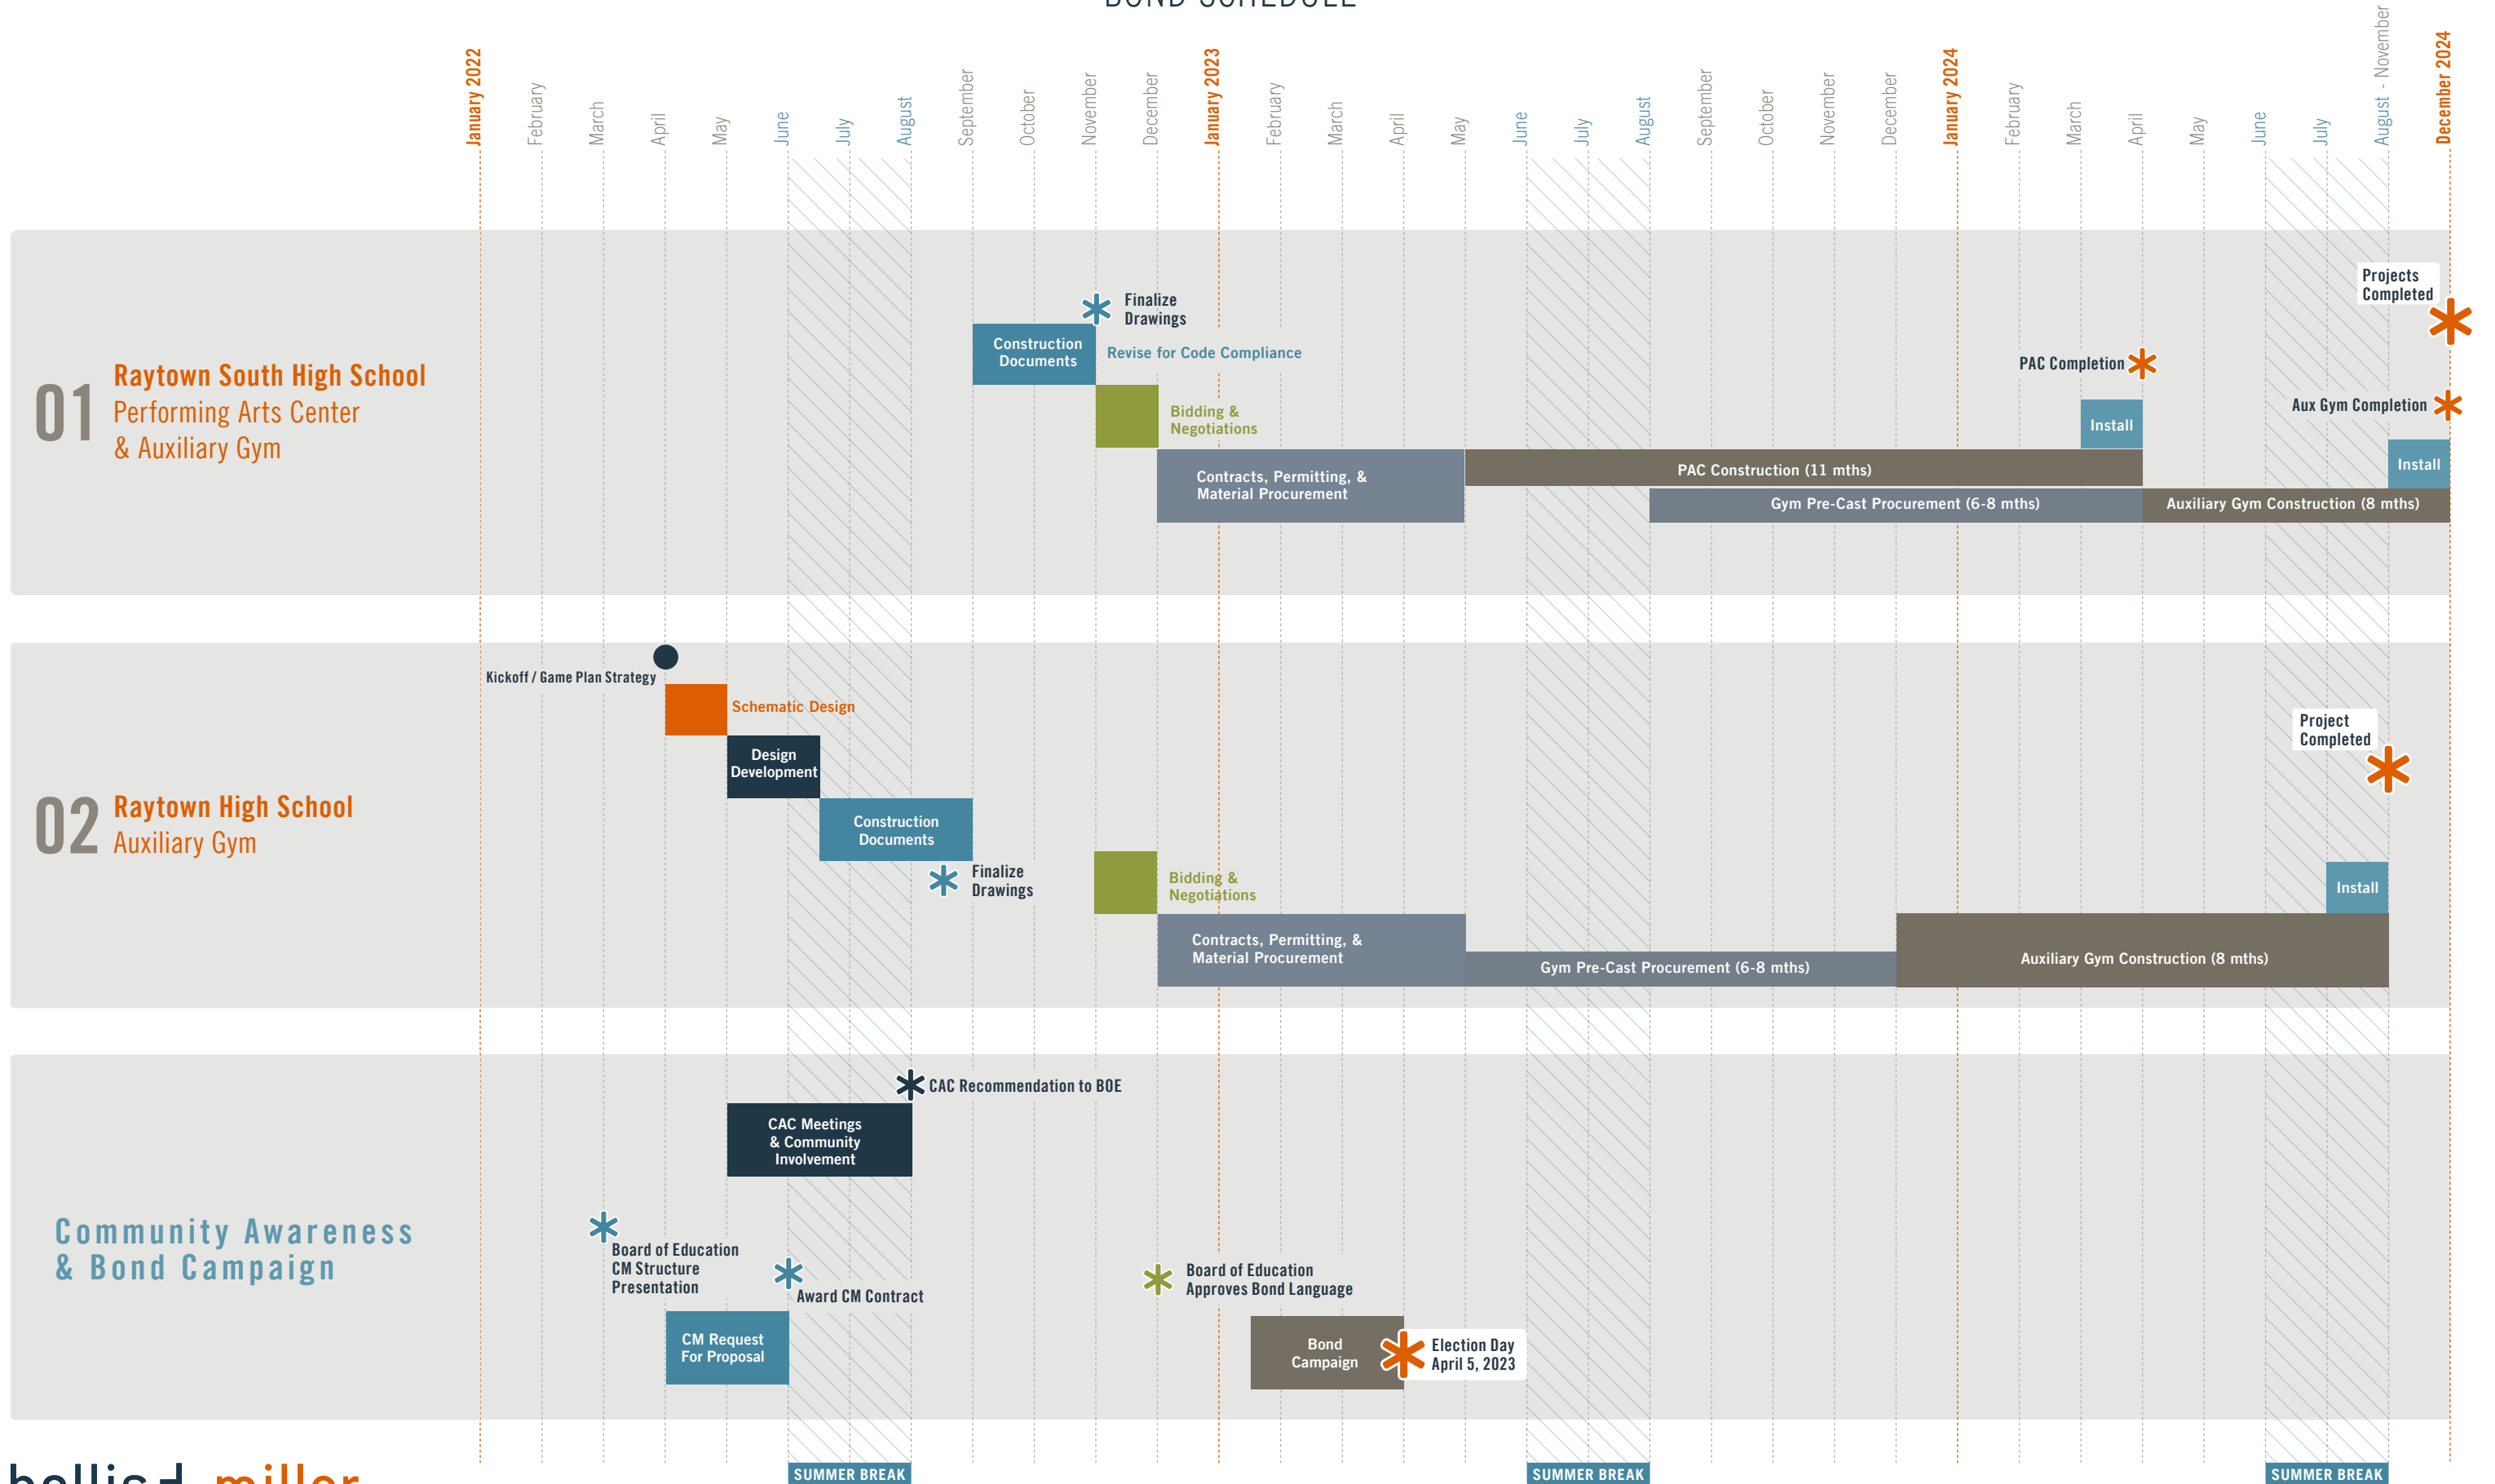 BOND SCHEDULE
January 2022
February
March
April
May
June
July
August
September
October
November
December
January 2023
February
March
April
May
June
July
August
September
October
November
December
January 2024
February
March
April
May
June
July
August - November
December 2024
01
Raytown South High School
Performing Arts Center
& Auxiliary Gym
Finalize
Drawings
Construction
Documents
Revise for Code Compliance
Bidding &
Negotiations
Contracts, Permitting, &
Material Procurement
PAC Construction (11 mths)
Gym Pre-Cast Procurement (6-8 mths)
Auxiliary Gym Construction (8 mths)
PAC Completion
Install
Projects
Completed
Aux Gym Completion
Install
02
Raytown High School
Auxiliary Gym
Kickoff / Game Plan Strategy
Schematic Design
Design
Development
Construction
Documents
Finalize
Drawings
Bidding &
Negotiations
Contracts, Permitting, &
Material Procurement
Gym Pre-Cast Procurement (6-8 mths)
Auxiliary Gym Construction (8 mths)
Install
Project
Completed
Community Awareness
& Bond Campaign
CAC Recommendation to BOE
CAC Meetings
& Community
Involvement
Board of Education
CM Structure
Presentation
Award CM Contract
CM Request
For Proposal
Board of Education
Approves Bond Language
Bond
Campaign
Election Day
April 5, 2023
SUMMER BREAK
SUMMER BREAK
SUMMER BREAK
miller